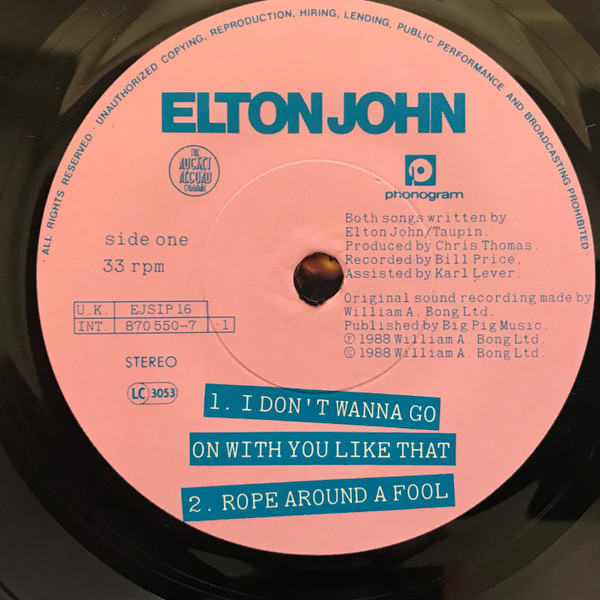 · ALL RIGHTS RESERVED · UNAUTHORIZED COPYING, REPRODUCTION, HIRING, LENDING, PUBLIC PERFORMANCE AND BROADCASTING PROHIBITED ·
ELTON JOHN
THE
ROCKET
RECORD
COMPANY
phonogram
side one
33 rpm
Both songs written by
Elton John/Taupin.
Produced by Chris Thomas.
Recorded by Bill Price,
Assisted by Karl Lever.
Original sound recording made by
William A. Bong Ltd.
Published by Big Pig Music.
℗ 1988 William A. Bong Ltd.
© 1988 William A. Bong Ltd.
U.K. EJSIP 16
INT. 870 550-7 1
STEREO
LC 3053
1. I DON'T WANNA GO
ON WITH YOU LIKE THAT
2. ROPE AROUND A FOOL